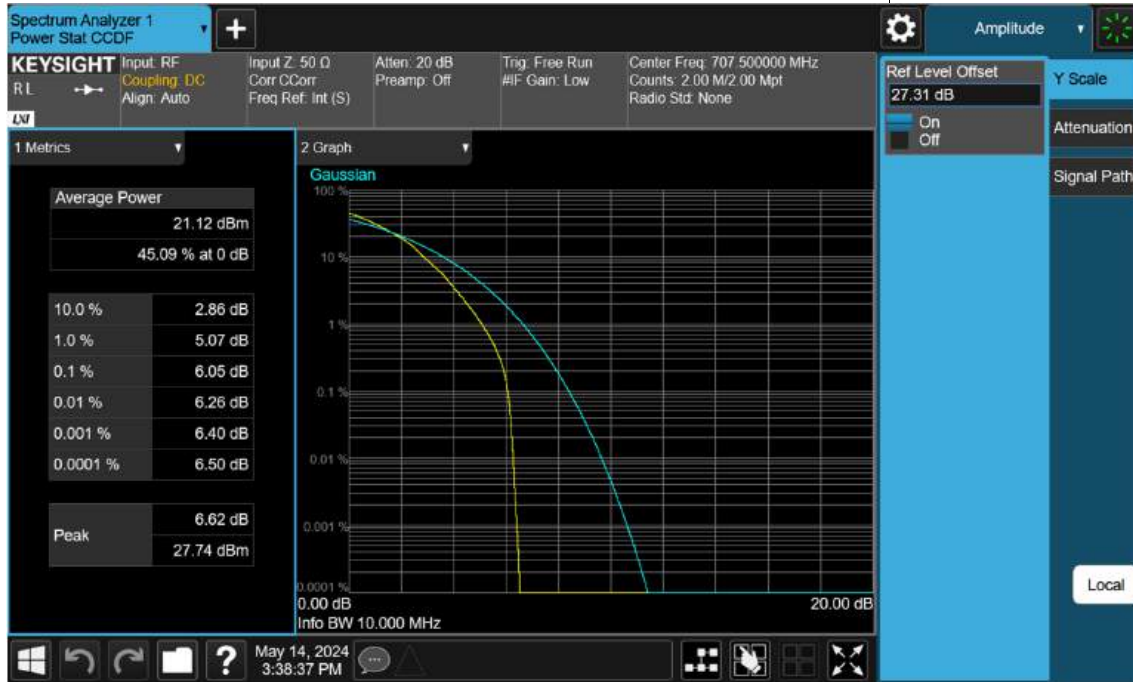 Spectrum Analyzer 1
Power Stat CCDF
+
Amplitude
KEYSIGHT
R L
LXI
Input: RF
Coupling: DC
Align: Auto
Input Z: 50 Ω
Corr CCorr
Freq Ref: Int (S)
Atten: 20 dB
Preamp: Off
Trig: Free Run
#IF Gain: Low
Center Freq: 707.500000 MHz
Counts: 2.00 M/2.00 Mpt
Radio Std: None
Ref Level Offset
27.31 dB
On
Off
Y Scale
Attenuation
Signal Path
Local
1 Metrics
Average Power
21.12 dBm
45.09 % at 0 dB
10.0 % 2.86 dB
1.0 % 5.07 dB
0.1 % 6.05 dB
0.01 % 6.26 dB
0.001 % 6.40 dB
0.0001 % 6.50 dB
Peak
6.62 dB
27.74 dBm
2 Graph
Gaussian
100 %
10 %
1 %
0.1 %
0.01 %
0.001 %
0.0001 %
0.00 dB 20.00 dB
Info BW 10.000 MHz
?
May 14, 2024
3:38:37 PM